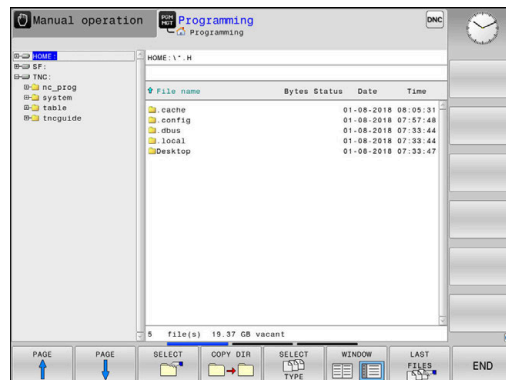 Manual operation
PGM
MGT
Programming
Programming
DNC
HOME:
SF:
TNC:
nc_prog
system
table
tncguide
HOME:\*.H
File name Bytes Status Date Time
.cache 01-08-2018 08:05:31
.config 01-08-2018 07:57:48
.dbus 01-08-2018 07:33:44
.local 01-08-2018 07:33:44
Desktop 01-08-2018 07:33:47
5 file(s) 19.37 GB vacant
PAGE
PAGE
SELECT
COPY DIR
SELECT
TYPE
WINDOW
LAST
FILES
END